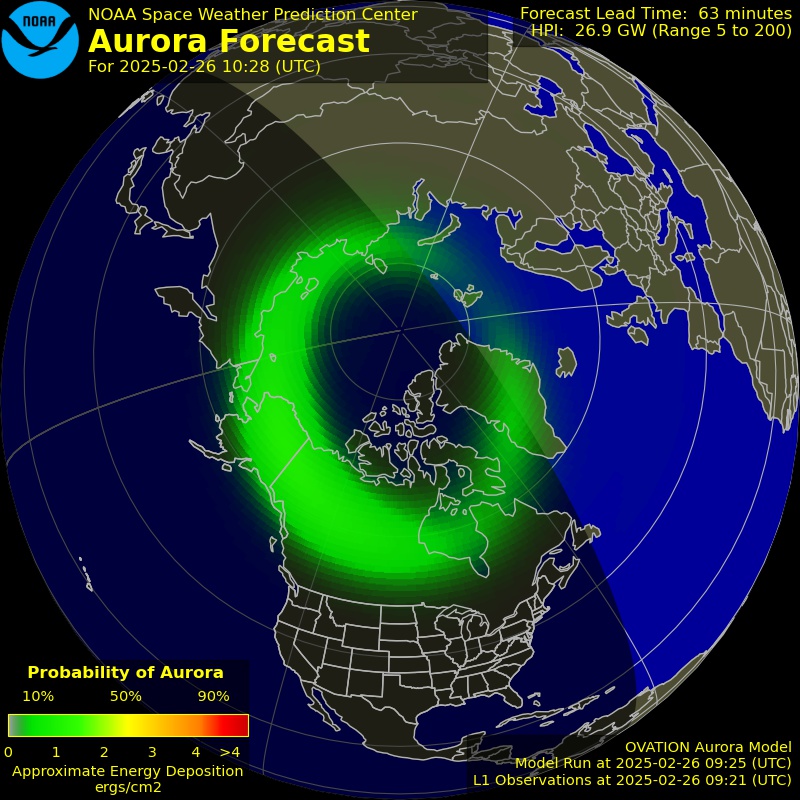 NOAA
NOAA Space Weather Prediction Center
Aurora Forecast
For 2025-02-26 10:28 (UTC)
Forecast Lead Time: 63 minutes
HPI: 26.9 GW (Range 5 to 200)
Probability of Aurora
10% 50% 90%
0 1 2 3 4 >4
Approximate Energy Deposition
ergs/cm2
OVATION Aurora Model
Model Run at 2025-02-26 09:25 (UTC)
L1 Observations at 2025-02-26 09:21 (UTC)